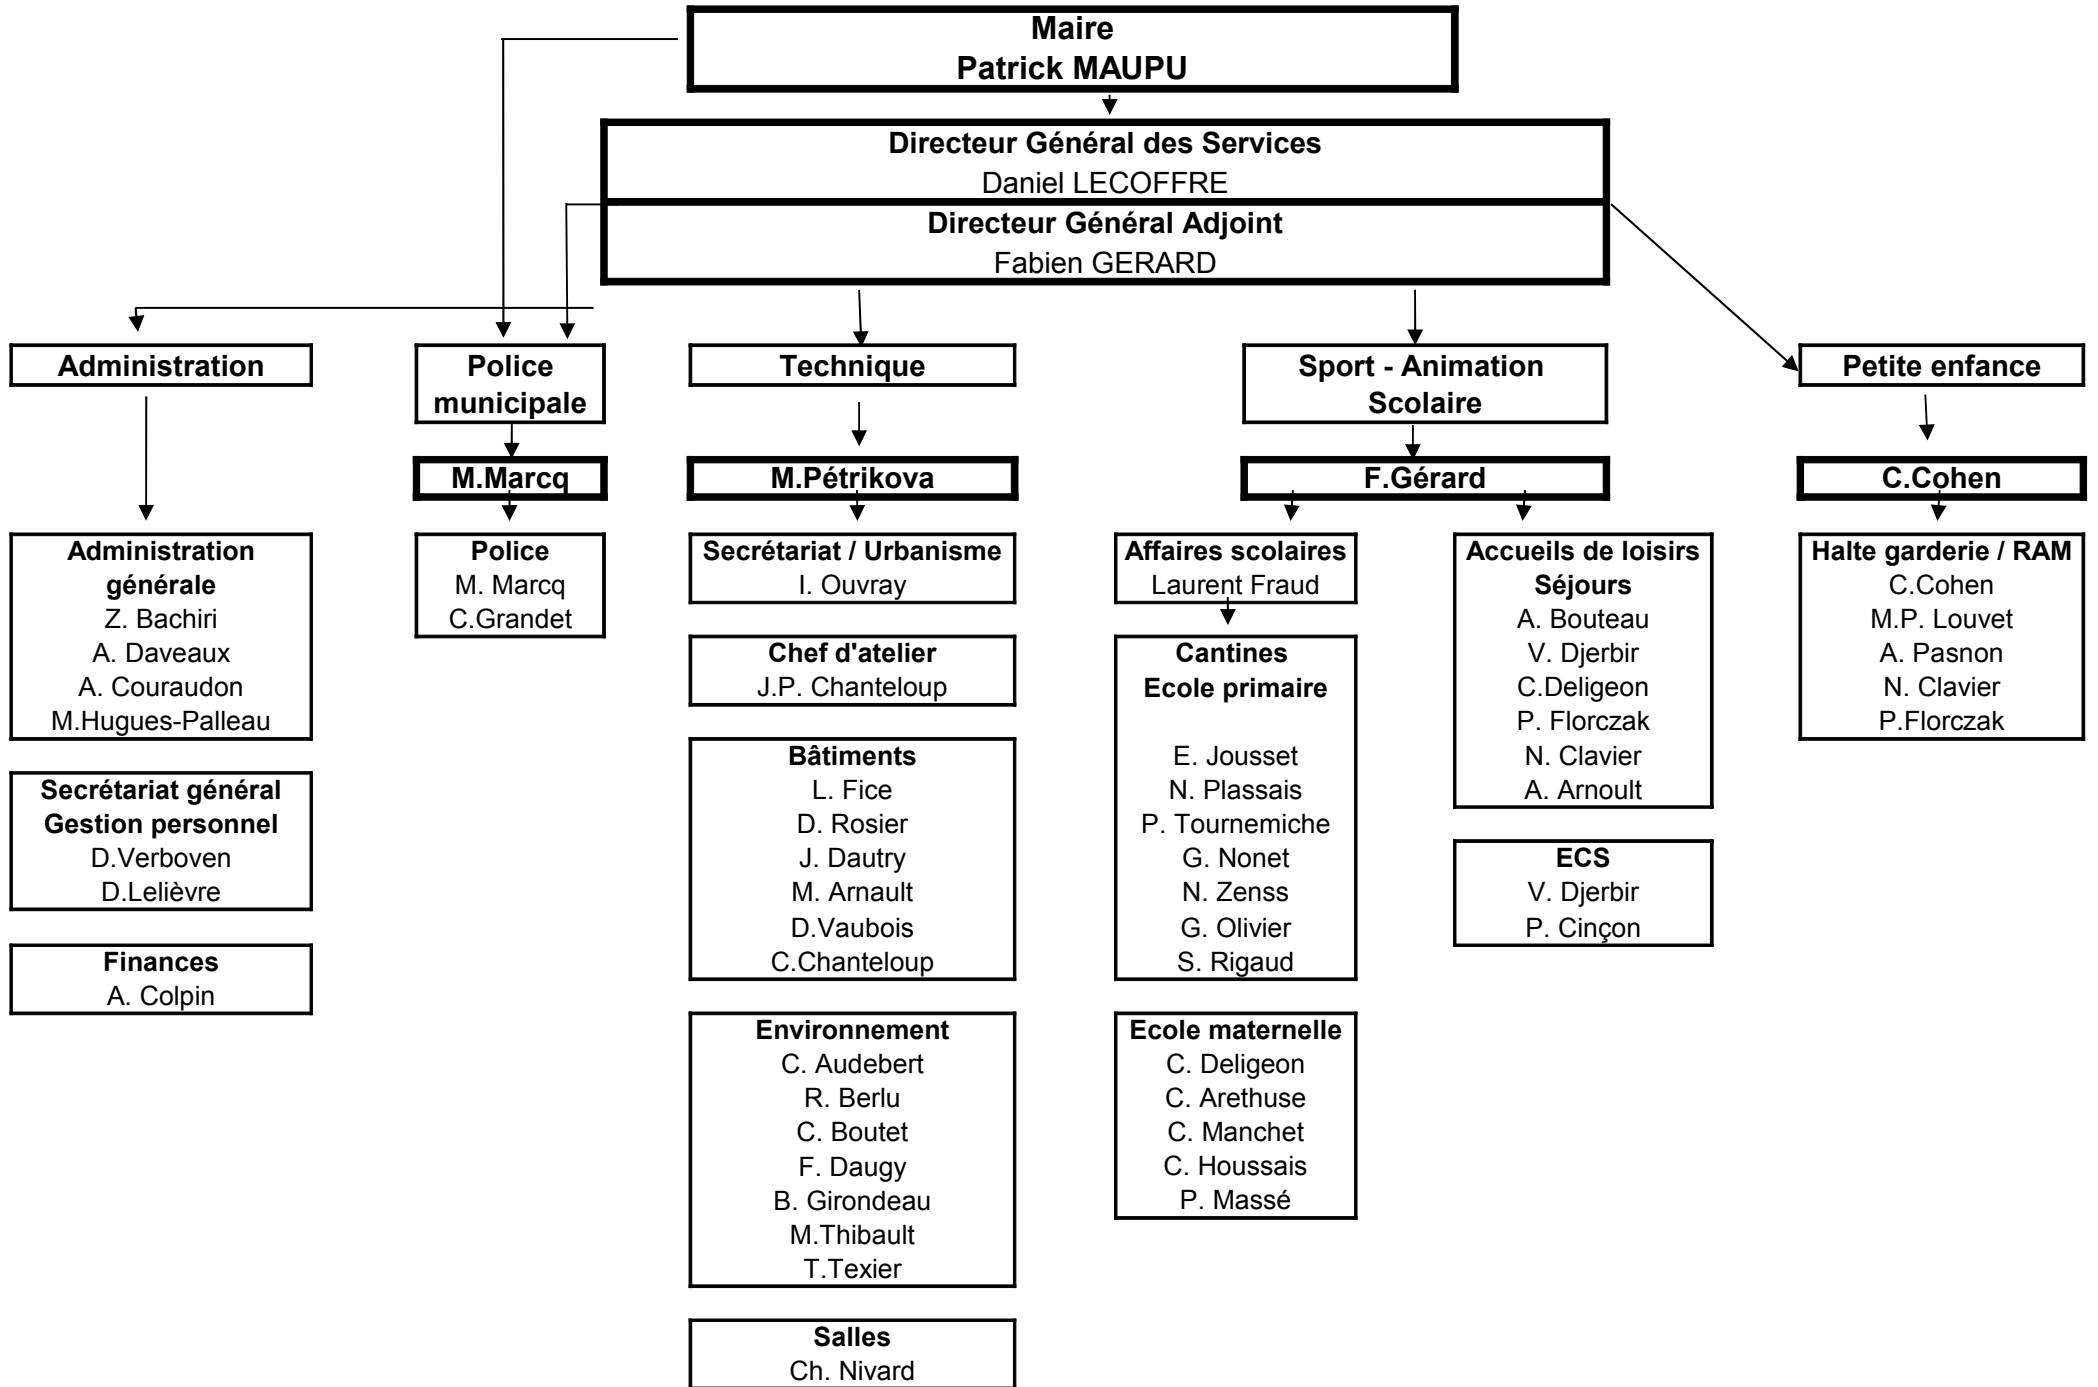 Maire
Patrick MAUPU
Directeur Général des Services
Daniel LECOFFRE
Directeur Général Adjoint
Fabien GERARD
Administration
Police
municipale
Technique
Sport - Animation
Scolaire
Petite enfance
M.Marcq
M.Pétrikova
F.Gérard
C.Cohen
Administration
générale
Z. Bachiri
A. Daveaux
A. Couraudon
M.Hugues-Palleau
Secrétariat général
Gestion personnel
D.Verboven
D.Lelièvre
Finances
A. Colpin
Police
M. Marcq
C.Grandet
Secrétariat / Urbanisme
I. Ouvray
Chef d'atelier
J.P. Chanteloup
Bâtiments
L. Fice
D. Rosier
J. Dautry
M. Arnault
D.Vaubois
C.Chanteloup
Environnement
C. Audebert
R. Berlu
C. Boutet
F. Daugy
B. Girondeau
M.Thibault
T.Texier
Salles
Ch. Nivard
Affaires scolaires
Laurent Fraud
Cantines
Ecole primaire
E. Jousset
N. Plassais
P. Tournemiche
G. Nonet
N. Zenss
G. Olivier
S. Rigaud
Ecole maternelle
C. Deligeon
C. Arethuse
C. Manchet
C. Houssais
P. Massé
Accueils de loisirs
Séjours
A. Bouteau
V. Djerbir
C.Deligeon
P. Florczak
N. Clavier
A. Arnoult
ECS
V. Djerbir
P. Cinçon
Halte garderie / RAM
C.Cohen
M.P. Louvet
A. Pasnon
N. Clavier
P.Florczak